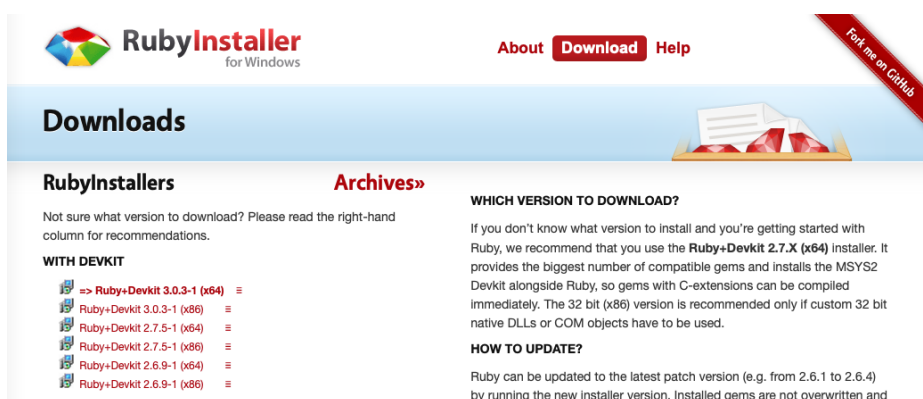 RubyInstaller
for Windows
About Download Help
Fork me on GitHub
Downloads
RubyInstallers
Archives»
Not sure what version to download? Please read the right-hand
column for recommendations.
WITH DEVKIT
=> Ruby+Devkit 3.0.3-1 (x64) ≡
Ruby+Devkit 3.0.3-1 (x86) ≡
Ruby+Devkit 2.7.5-1 (x64) ≡
Ruby+Devkit 2.7.5-1 (x86) ≡
Ruby+Devkit 2.6.9-1 (x64) ≡
Ruby+Devkit 2.6.9-1 (x86) ≡
WHICH VERSION TO DOWNLOAD?
If you don't know what version to install and you're getting started with
Ruby, we recommend that you use the Ruby+Devkit 2.7.X (x64) installer. It
provides the biggest number of compatible gems and installs the MSYS2
Devkit alongside Ruby, so gems with C-extensions can be compiled
immediately. The 32 bit (x86) version is recommended only if custom 32 bit
native DLLs or COM objects have to be used.
HOW TO UPDATE?
Ruby can be updated to the latest patch version (e.g. from 2.6.1 to 2.6.4)
by running the new installer version. Installed gems are not overwritten and